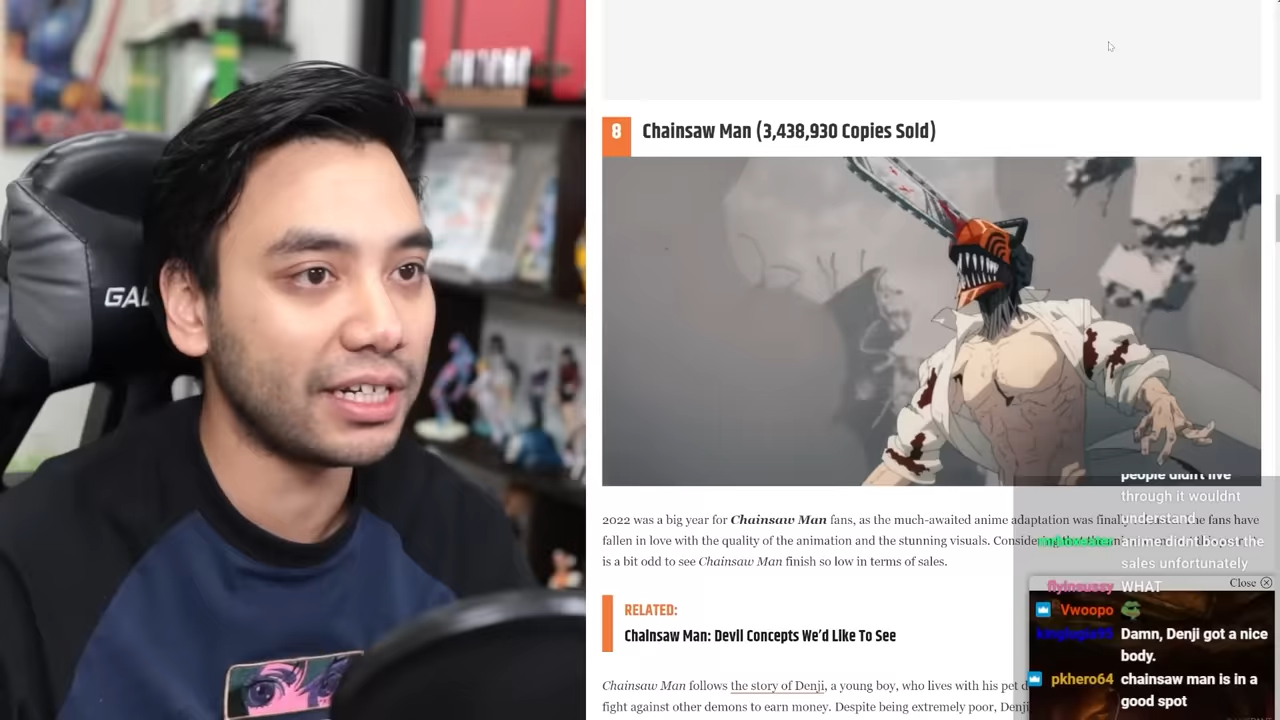 GAL
8 Chainsaw Man (3,438,930 Copies Sold)
2022 was a big year for Chainsaw Man fans, as the much-awaited anime adaptation was finally fans have
fallen in love with the quality of the animation and the stunning visuals.
is a bit odd to see Chainsaw Man finish so low in terms of sales.
RELATED:
Chainsaw Man: Devil Concepts We'd Like To See
Chainsaw Man follows the story of Denji, a young boy, who lives with his pet
fight against other demons to earn money. Despite being extremely poor, Denji
people didn't live
through it wouldnt
understand
anime didnt boost the
sales unfortunately
flyinsussy WHAT
Close
Vwoopo
Damn, Denji got a nice
body.
pkhero64 chainsaw man is in a
good spot